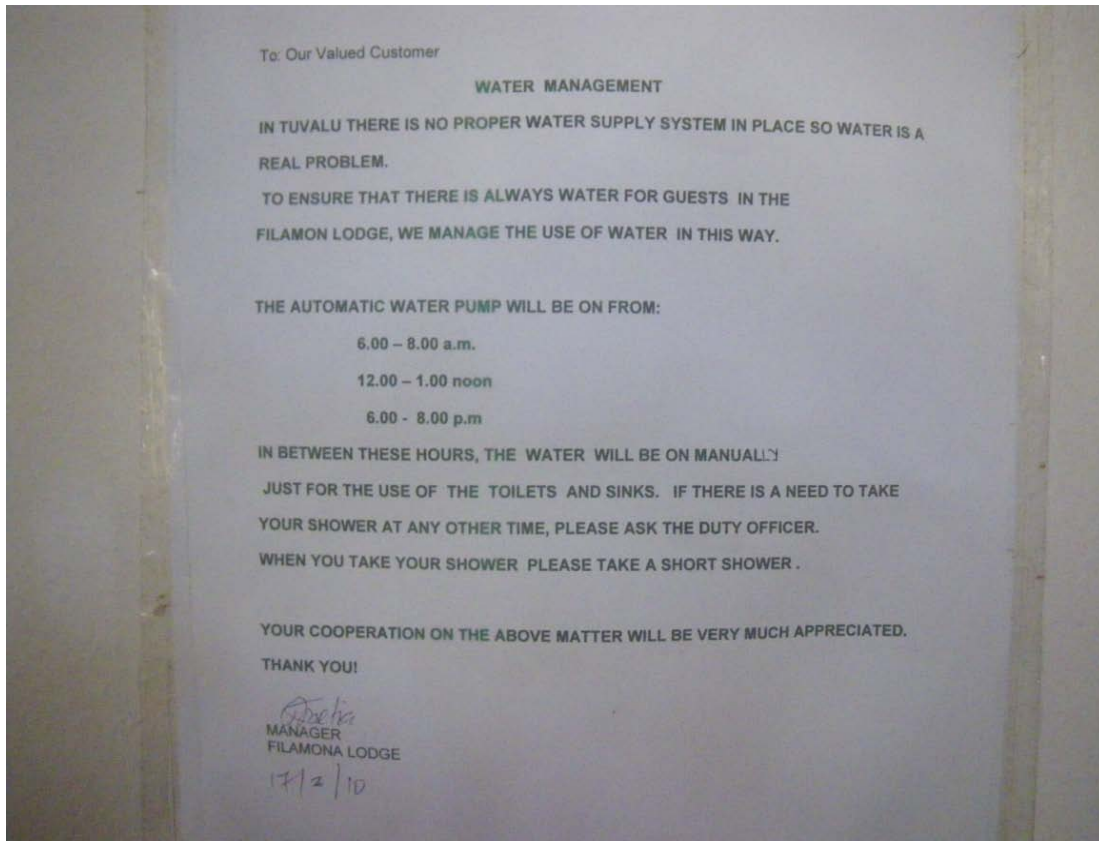 To: Our Valued Customer
WATER MANAGEMENT
IN TUVALU THERE IS NO PROPER WATER SUPPLY SYSTEM IN PLACE SO WATER IS A
REAL PROBLEM.
TO ENSURE THAT THERE IS ALWAYS WATER FOR GUESTS IN THE
FILAMON LODGE, WE MANAGE THE USE OF WATER IN THIS WAY.
THE AUTOMATIC WATER PUMP WILL BE ON FROM:
6.00 – 8.00 a.m.
12.00 – 1.00 noon
6.00 - 8.00 p.m
IN BETWEEN THESE HOURS, THE WATER WILL BE ON MANUALLY
JUST FOR THE USE OF THE TOILETS AND SINKS. IF THERE IS A NEED TO TAKE
YOUR SHOWER AT ANY OTHER TIME, PLEASE ASK THE DUTY OFFICER.
WHEN YOU TAKE YOUR SHOWER PLEASE TAKE A SHORT SHOWER .
YOUR COOPERATION ON THE ABOVE MATTER WILL BE VERY MUCH APPRECIATED.
THANK YOU!
MANAGER
FILAMONA LODGE
17/2/10